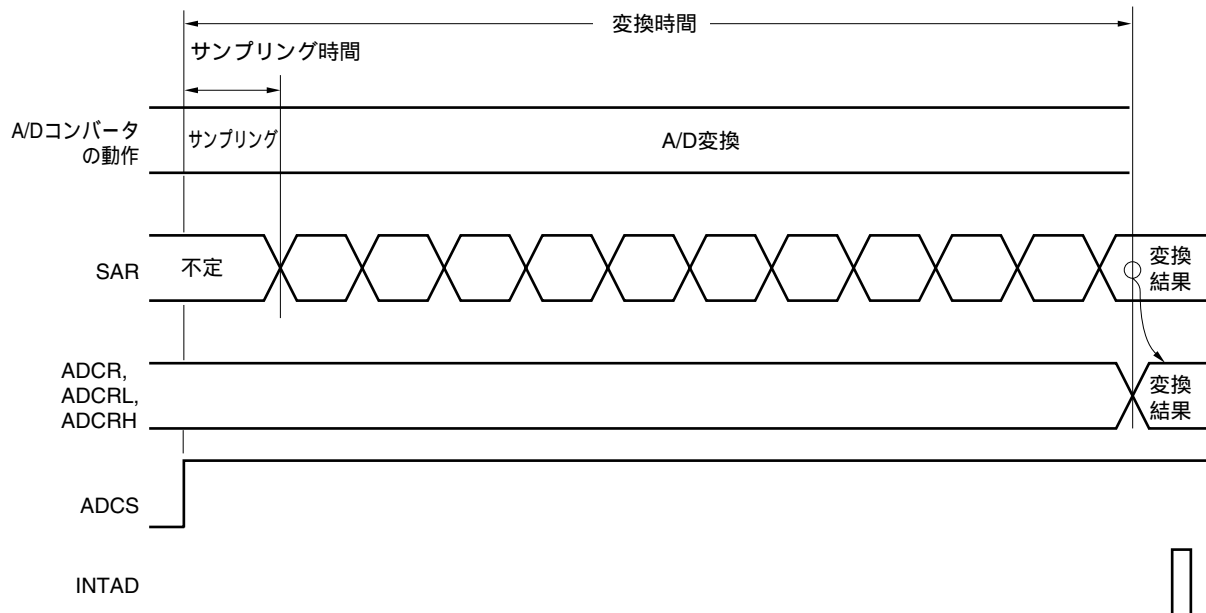 変換時間
サンプリング時間
A/Dコンバータ
の動作
サンプリング
A/D変換
SAR
不定
変換
結果
ADCR,
ADCRL,
ADCRH
変換
結果
ADCS
INTAD